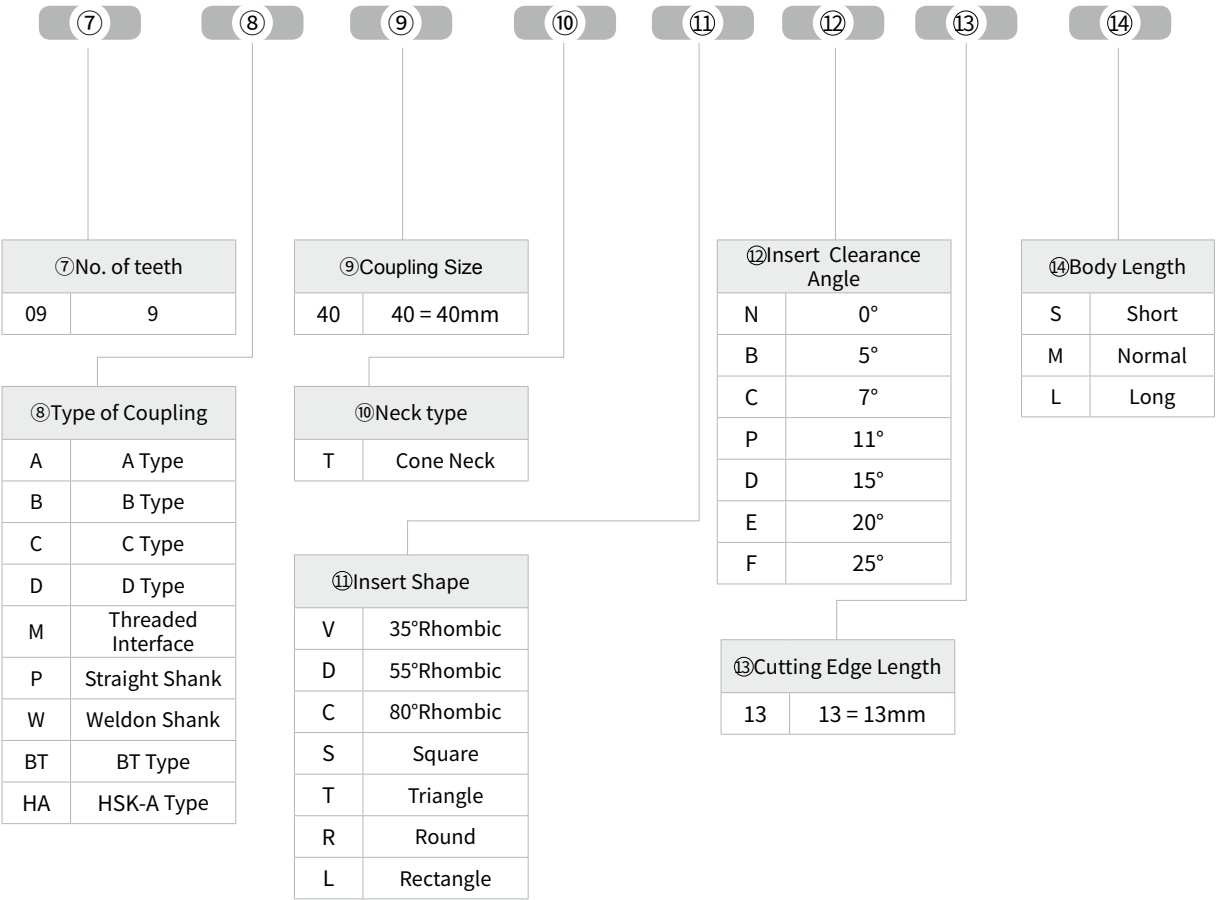 ⑦ ⑧ ⑨ ⑩ ⑪ ⑫ ⑬ ⑭
⑦No. of teeth
09 9
⑧Type of Coupling
A A Type
B B Type
C C Type
D D Type
M Threaded
Interface
P Straight Shank
W Weldon Shank
BT BT Type
HA HSK-A Type
⑨Coupling Size
40 40 = 40mm
⑩Neck type
T Cone Neck
⑪Insert Shape
V 35°Rhombic
D 55°Rhombic
C 80°Rhombic
S Square
T Triangle
R Round
L Rectangle
⑫Insert Clearance
Angle
N 0°
B 5°
C 7°
P 11°
D 15°
E 20°
F 25°
⑬Cutting Edge Length
13 13 = 13mm
⑭Body Length
S Short
M Normal
L Long